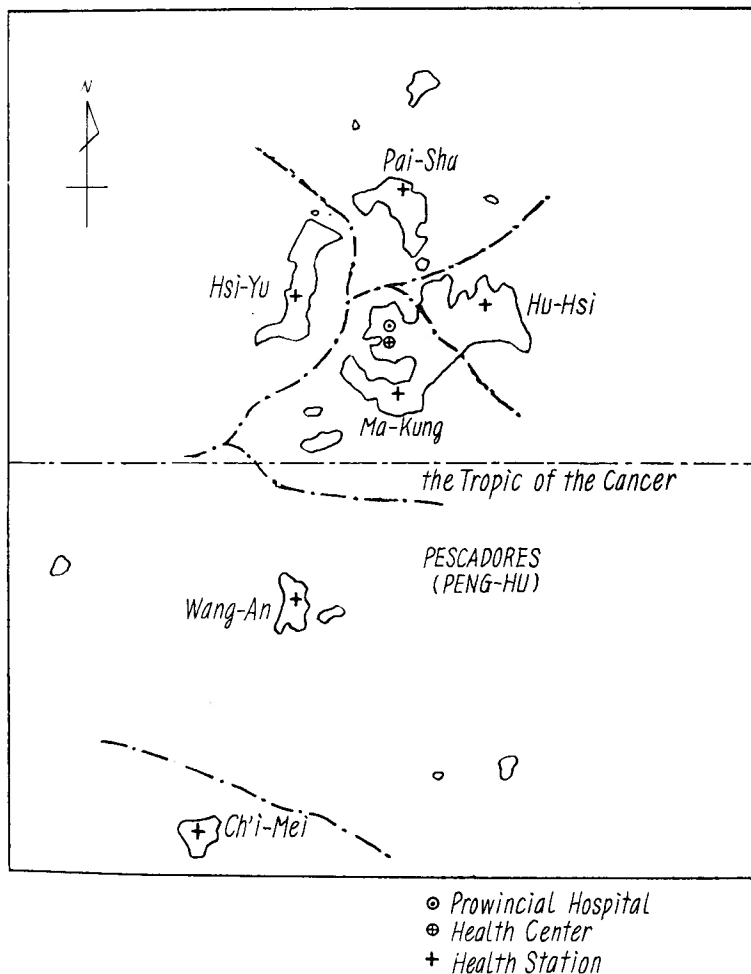 N
Pai-Sha
Hsi-Yu
Hu-Hsi
Ma-Kung
the Tropic of the Cancer
PESCADORES
(PENG-HU)
Wang-An
Ch'i-Mei
Prowincial Hospital
Health Center
Health Station